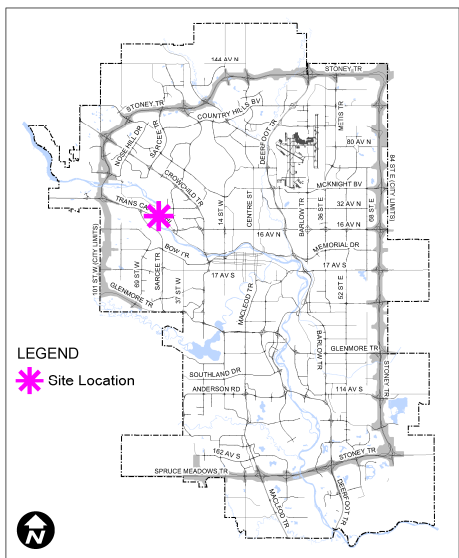 144 AV N
STONEY TR
STONEY TR
COUNTRY HILLS BV
METIS TR
NOSE HILL DR
SARCEE TR
DEERFOOT TR
80 AV N
CROWCHILD TR
MCKNIGHT BV
84 ST E (CITY LIMITS)
TRANS CA
14 ST W
CENTRE ST
BARLOW TR
36 ST E
32 AV N
68 ST E
16 AV N
16 AV N
101 ST W (CITY LIMITS)
BOW TR
MEMORIAL DR
69 ST W
SARCEE TR
37 ST W
17 AV S
17 AV S
52 ST E
GLENMORE TR
MACLEOD TR
BARLOW TR
GLENMORE TR
LEGEND
Site Location
SOUTHLAND DR
ANDERSON RD
114 AV S
STONEY TR
162 AV S
STONEY TR
SPRUCE MEADOWS TR
MACLEOD TR
DEERFOOT TR
N